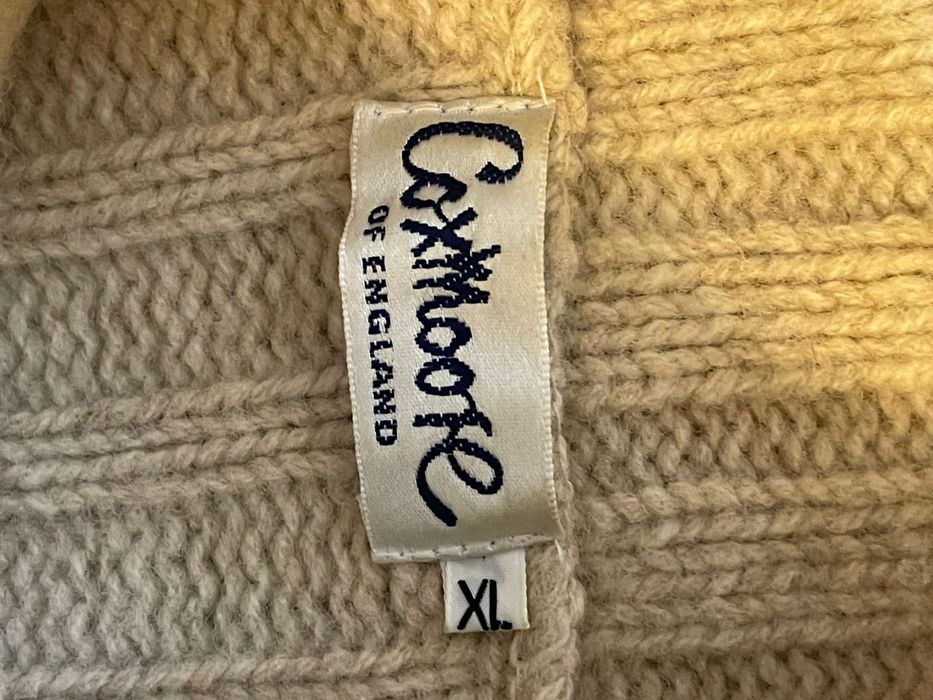 Coxmoore
OF ENGLAND
XL